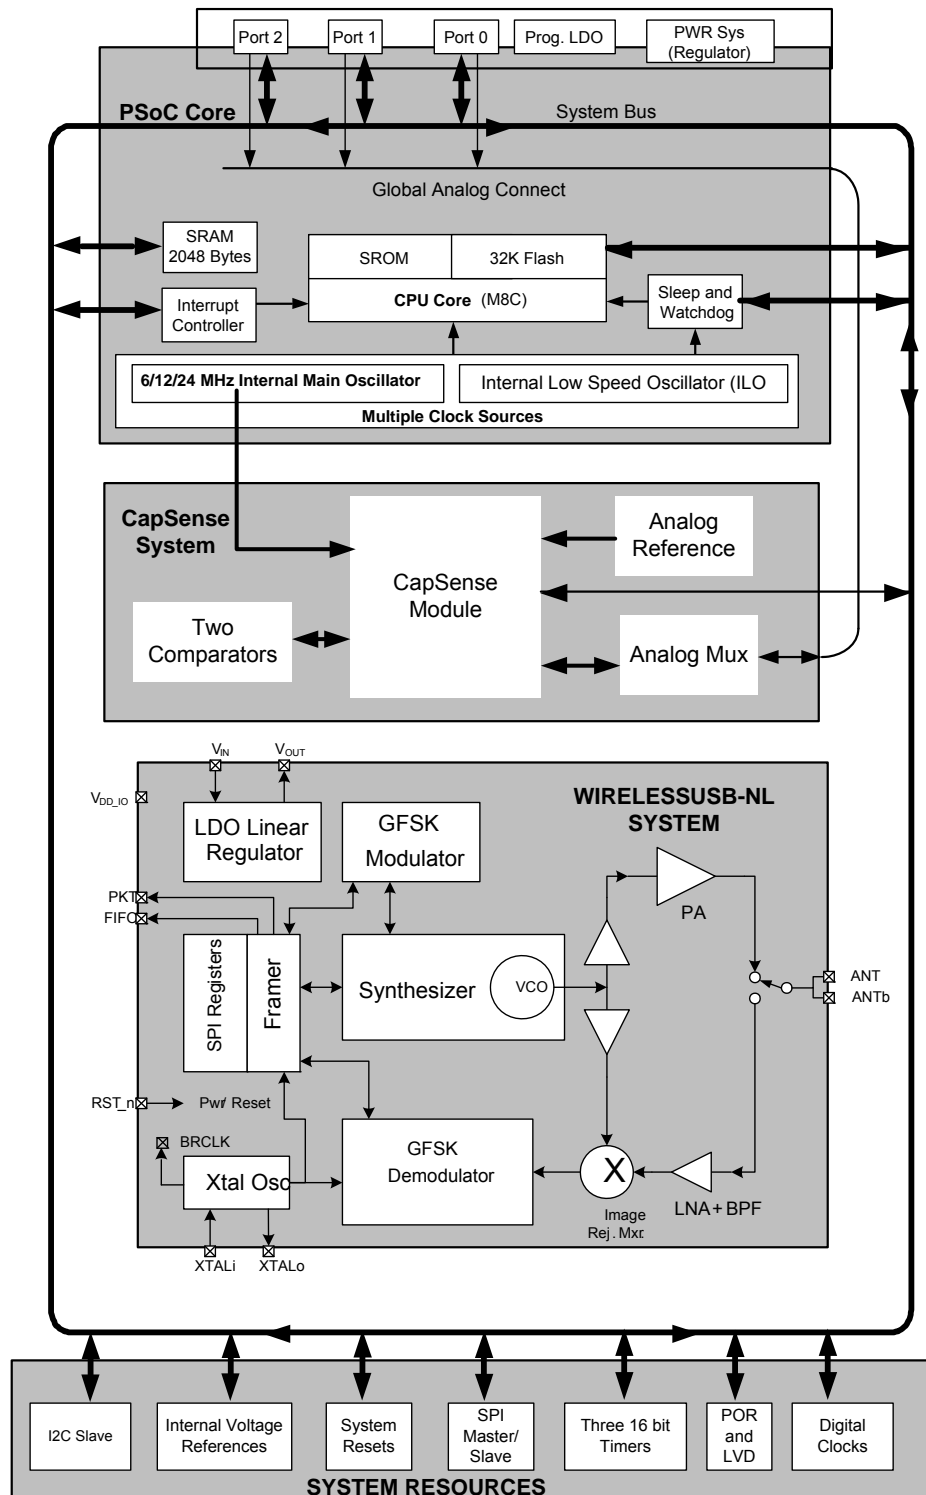 Port 2
Port 1
Port 0
Prog. LDO
PWR Sys
(Regulator)
PSoC Core
System Bus
Global Analog Connect
SRAM
2048 Bytes
SROM
32K Flash
CPU Core (M8C)
Interrupt
Controller
Sleep and
Watchdog
6/12/24 MHz Internal Main Oscillator
Internal Low Speed Oscillator (ILO
Multiple Clock Sources
CapSense
System
Analog
Reference
CapSense
Module
Two
Comparators
Analog Mux
VIN
VOUT
VDD_IO
WIRELESSUSB-NL
SYSTEM
LDO Linear
Regulator
GFSK
Modulator
PA
PKT
FIFO
SPI Registers
Framer
Synthesizer
VCO
ANT
ANTb
RST_n
Pwr/ Reset
BRCLK
GFSK
Demodulator
Xtal Osc
X
LNA + BPF
Image
Rej. Mxr.
XTALi
XTALo
I2C Slave
Internal Voltage
References
System
Resets
SPI
Master/
Slave
Three 16 bit
Timers
POR
and
LVD
Digital
Clocks
SYSTEM RESOURCES